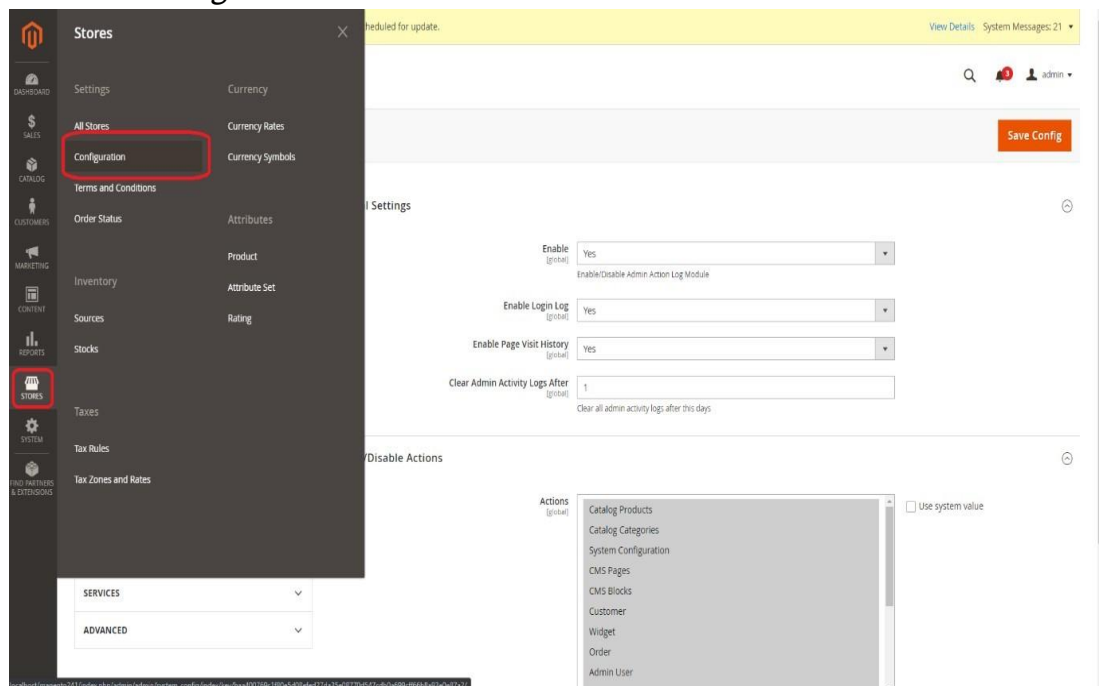 Stores
heduled for update.
View Details System Messages: 21
DASHBOARD
Settings
Currency
3
admin
SALES
All Stores
Currency Rates
Save Config
Configuration
Currency Symbols
CATALOG
Terms and Conditions
CUSTOMERS
Order Status
Attributes
l Settings
MARKETING
Product
Enable
[global]
Yes
Enable/Disable Admin Action Log Module
Inventory
Attribute Set
CONTENT
Sources
Rating
Enable Login Log
[global]
Yes
REPORTS
Stocks
Enable Page Visit History
[global]
Yes
STORES
Clear Admin Activity Logs After
[global]
1
Clear all admin activity logs after this days
Taxes
SYSTEM
Tax Rules
/Disable Actions
FIND PARTNERS
& EXTENSIONS
Tax Zones and Rates
Actions
[global]
Catalog Products
Use system value
Catalog Categories
System Configuration
CMS Pages
SERVICES
CMS Blocks
Customer
ADVANCED
Widget
Order
Admin User